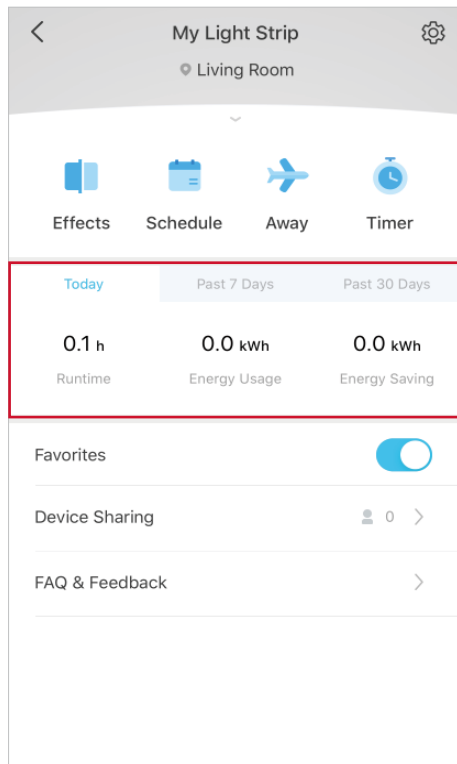 My Light Strip
Living Room
Effects Schedule Away Timer
Today Past 7 Days Past 30 Days
0.1 h 0.0 kWh 0.0 kWh
Runtime Energy Usage Energy Saving
Favorites
Device Sharing 0
FAQ & Feedback